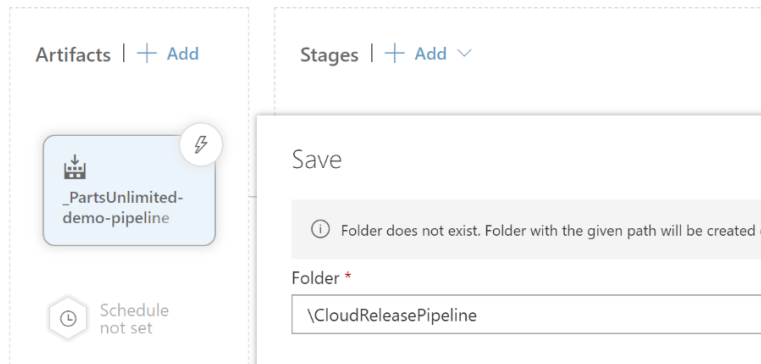 Artifacts | + Add
Stages | + Add
_PartsUnlimited-
demo-pipeline
Schedule
not set
Save
Folder does not exist. Folder with the given path will be created
Folder *
\CloudReleasePipeline